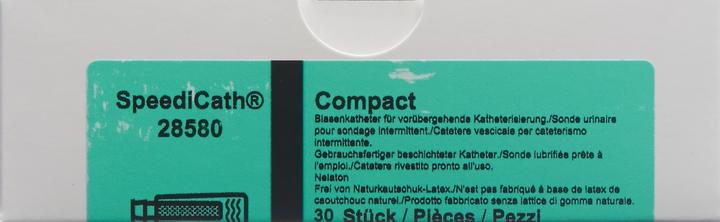 SpeediCath®
28580
Compact
Blasenkatheter für vorübergehende Katheterisierung./Sonde urinaire
pour sondage intermittent./Catetere vescicale per cateterismo
intermittente.
Gebrauchsfertiger beschichteter Katheter./Sonde lubrifiée prête à
l'emploi./Catetere rivestito pronto all'uso.
Nelaton
Frei von Naturkautschuk-Latex./N'est pas fabriqué à base de latex de
caoutchouc naturel./Prodotto fabbricato senza lattice di gomma naturale.
30 Stück / Pièces / Pezzi